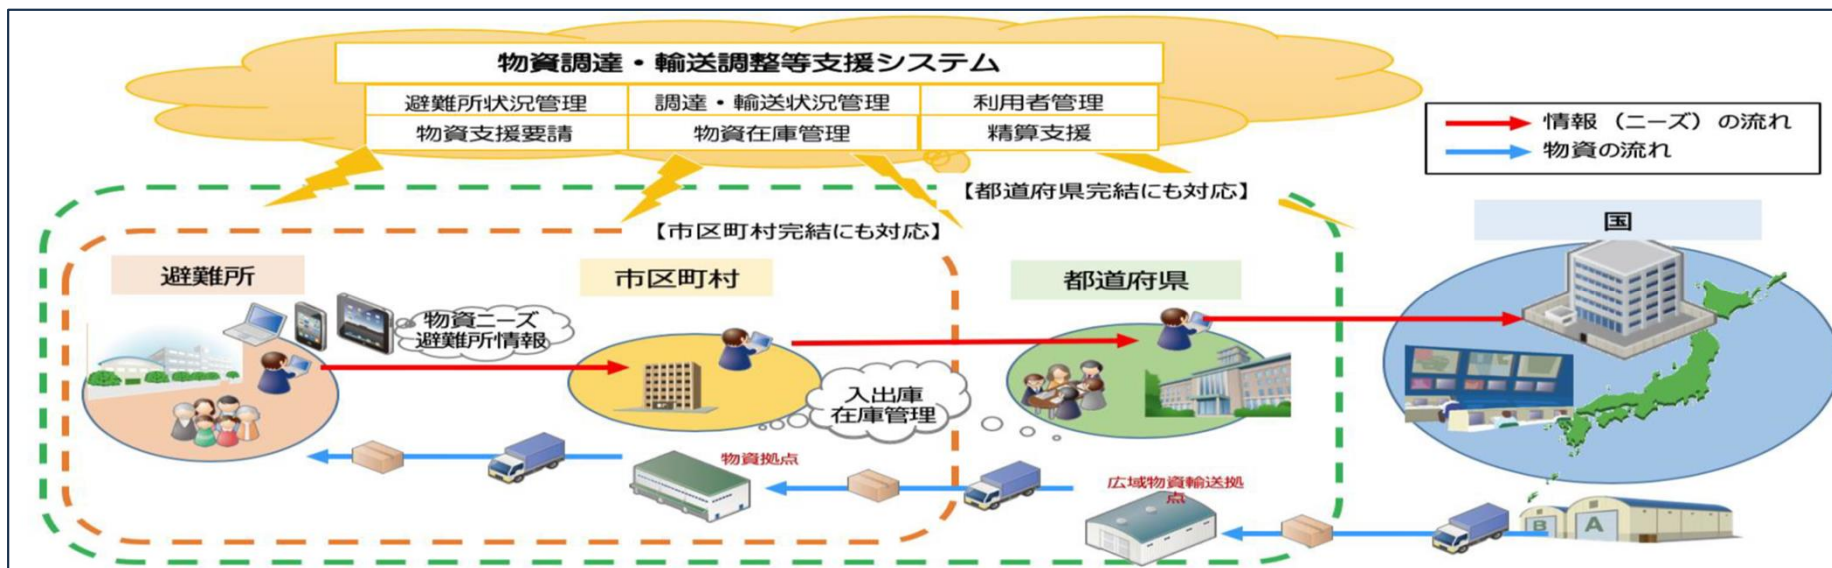 物資調達・輸送調整等支援システム
避難所状況管理
調達・輸送状況管理
利用者管理
物資支援要請
物資在庫管理
精算支援
情報（ニーズ）の流れ
物資の流れ
【都道府県完結にも対応】
【市区町村完結にも対応】
避難所
市区町村
都道府県
国
物資ニーズ
避難所情報
入出庫
在庫管理
物資拠点
広域物資輸送拠
点
B
A